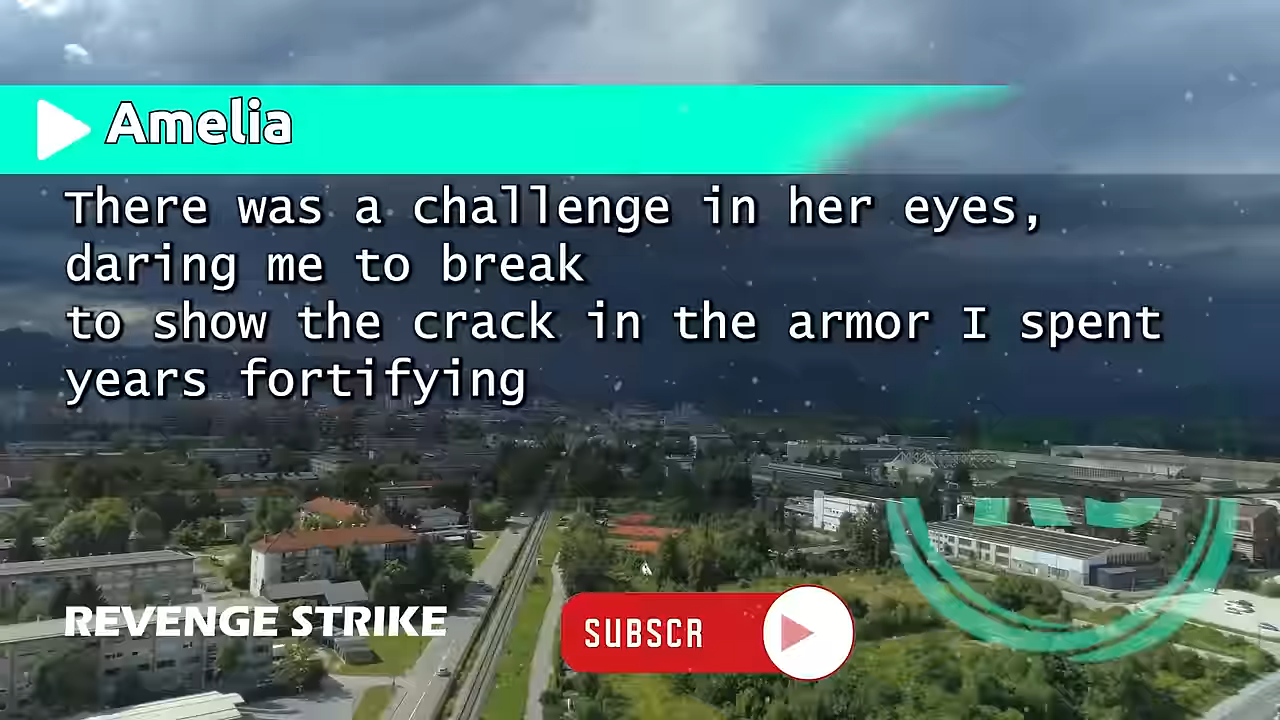 Amelia
There was a challenge in her eyes,
daring me to break
to show the crack in the armor I spent
years fortifying
REVENGE STRIKE
SUBSCR